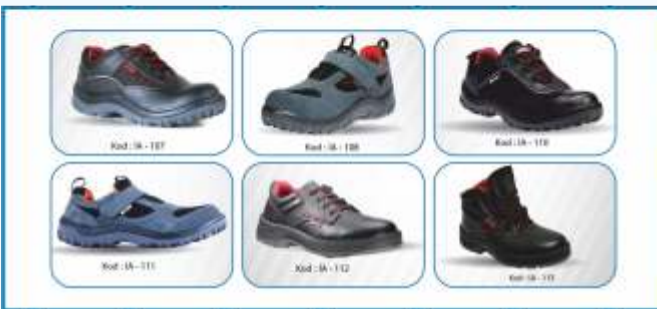 Kod : IA - 107
Kod : IA - 108
Kod : IA - 110
Kod : IA - 111
Kod : IA - 112
Kod : IA - 113